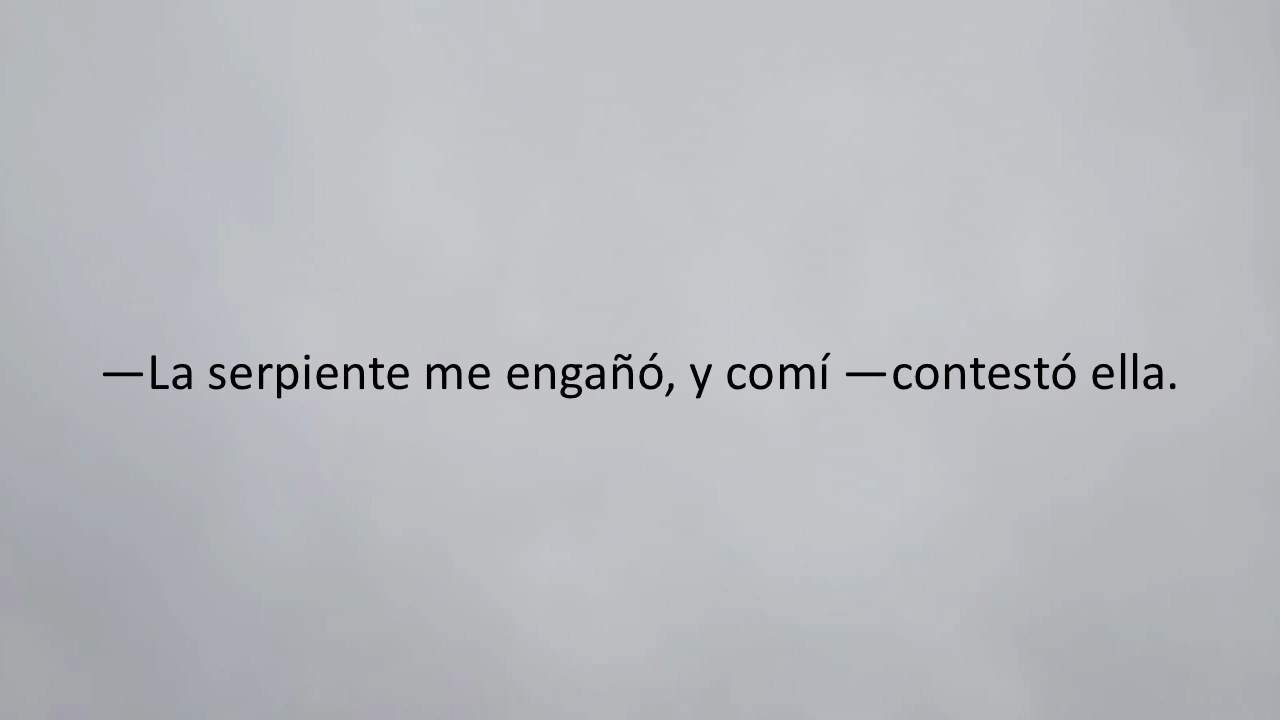 —La serpiente me engañó, y comí —contestó ella.